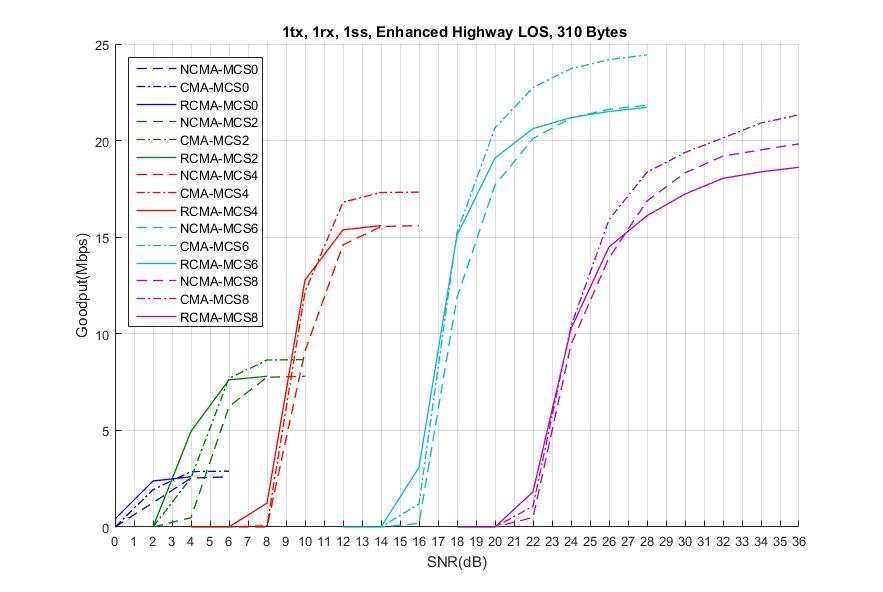 1tx, 1rx, 1ss, Enhanced Highway LOS, 310 Bytes
25
20
15
10
5
0
Goodput(Mbps)
NCMA-MCS0
CMA-MCS0
RCMA-MCS0
NCMA-MCS2
CMA-MCS2
RCMA-MCS2
NCMA-MCS4
CMA-MCS4
RCMA-MCS4
NCMA-MCS6
CMA-MCS6
RCMA-MCS6
NCMA-MCS8
CMA-MCS8
RCMA-MCS8
0 1 2 3 4 5 6 7 8 9 10 11 12 13 14 15 16 17 18 19 20 21 22 23 24 25 26 27 28 29 30 31 32 33 34 35 36
SNR(dB)